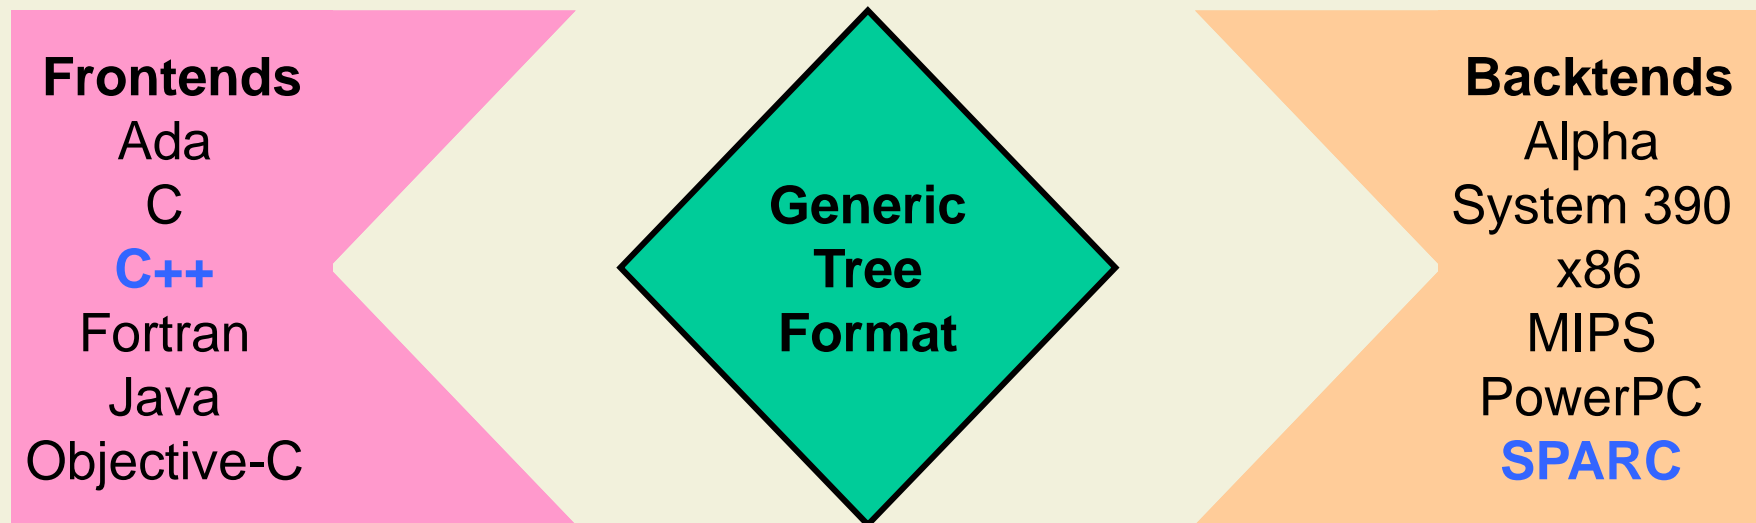 Frontends
Ada
C
C++
Fortran
Java
Objective-C
Generic
Tree
Format
Backtends
Alpha
System 390
x86
MIPS
PowerPC
SPARC